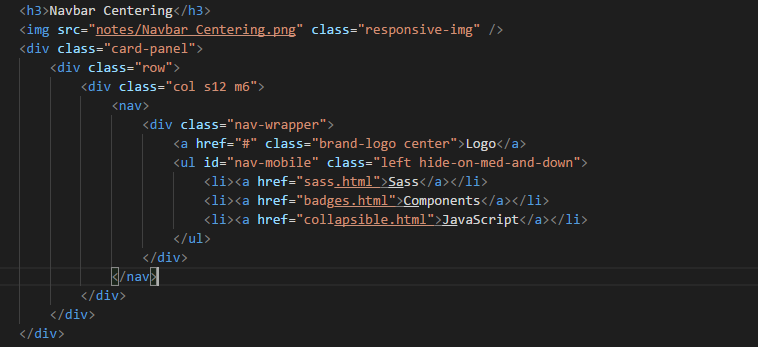 <h3>Navbar Centering</h3>
<img src="notes/Navbar Centering.png" class="responsive-img" />
<div class="card-panel">
    <div class="row">
        <div class="col s12 m6">
            <nav>
                <div class="nav-wrapper">
                    <a href="#" class="brand-logo center">Logo</a>
                    <ul id="nav-mobile" class="left hide-on-med-and-down">
                        <li><a href="sass.html">Sass</a></li>
                        <li><a href="badges.html">Components</a></li>
                        <li><a href="collapsible.html">JavaScript</a></li>
                    </ul>
                </div>
            </nav>
        </div>
    </div>
</div>